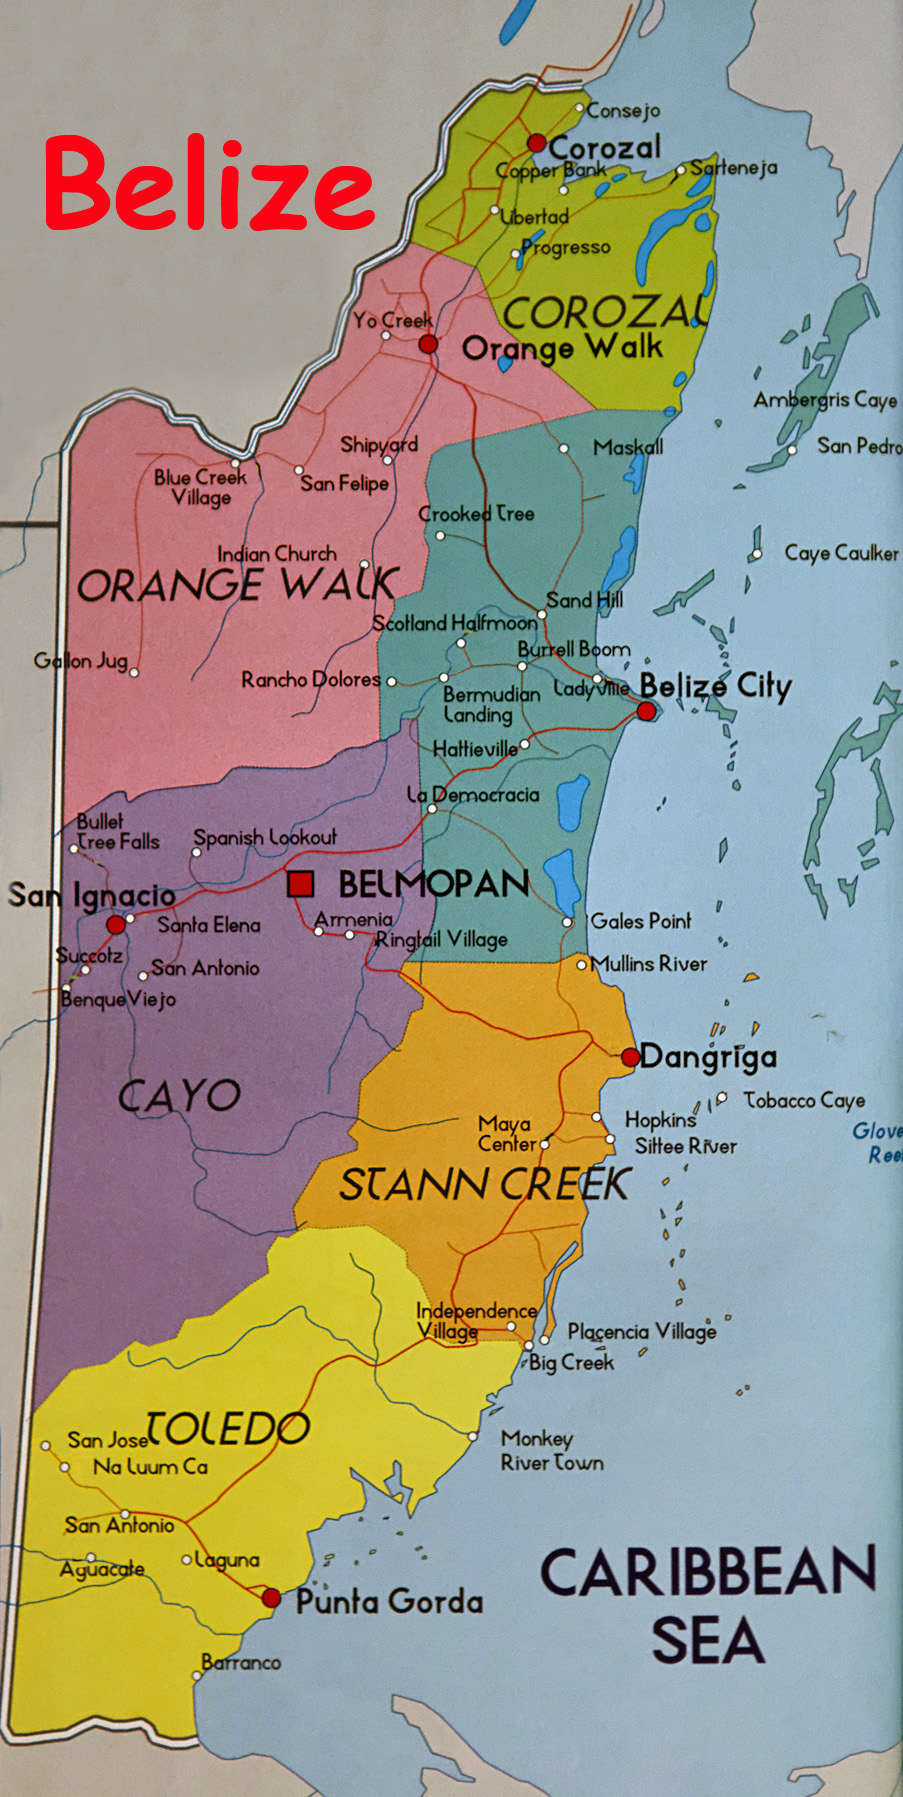 Belize
Consejo
Corozal
Copper Bank
Sarteneja
Libertad
Progresso
COROZAL
Yo Creek
Orange Walk
Ambergris Caye
San Pedro
Shipyard
Maskall
Blue Creek
Village
San Felipe
Crooked Tree
Indian Church
Caye Caulker
ORANGE WALK
Sand Hill
Scotland Halfmoon
Burrell Boom
Gallon Jug
Rancho Dolores
Bermudian
Landing
Ladyville
Belize City
Hattieville
La Democracia
Bullet
Tree Falls
Spanish Lookout
BELMOPAN
San Ignacio
Santa Elena
Armenia
Ringtail Village
Gales Point
Succotz
San Antonio
Mullins River
Benque Viejo
Dangriga
CAYO
Tobacco Caye
Maya
Center
Hopkins
Sittee River
Glove
Ree
STANN CREEK
Independence
Village
Placencia Village
Big Creek
TOLEDO
San Jose
Na Luum Ca
Monkey
River Town
San Antonio
Aguacate
Laguna
Punta Gorda
CARIBBEAN
SEA
Barranco